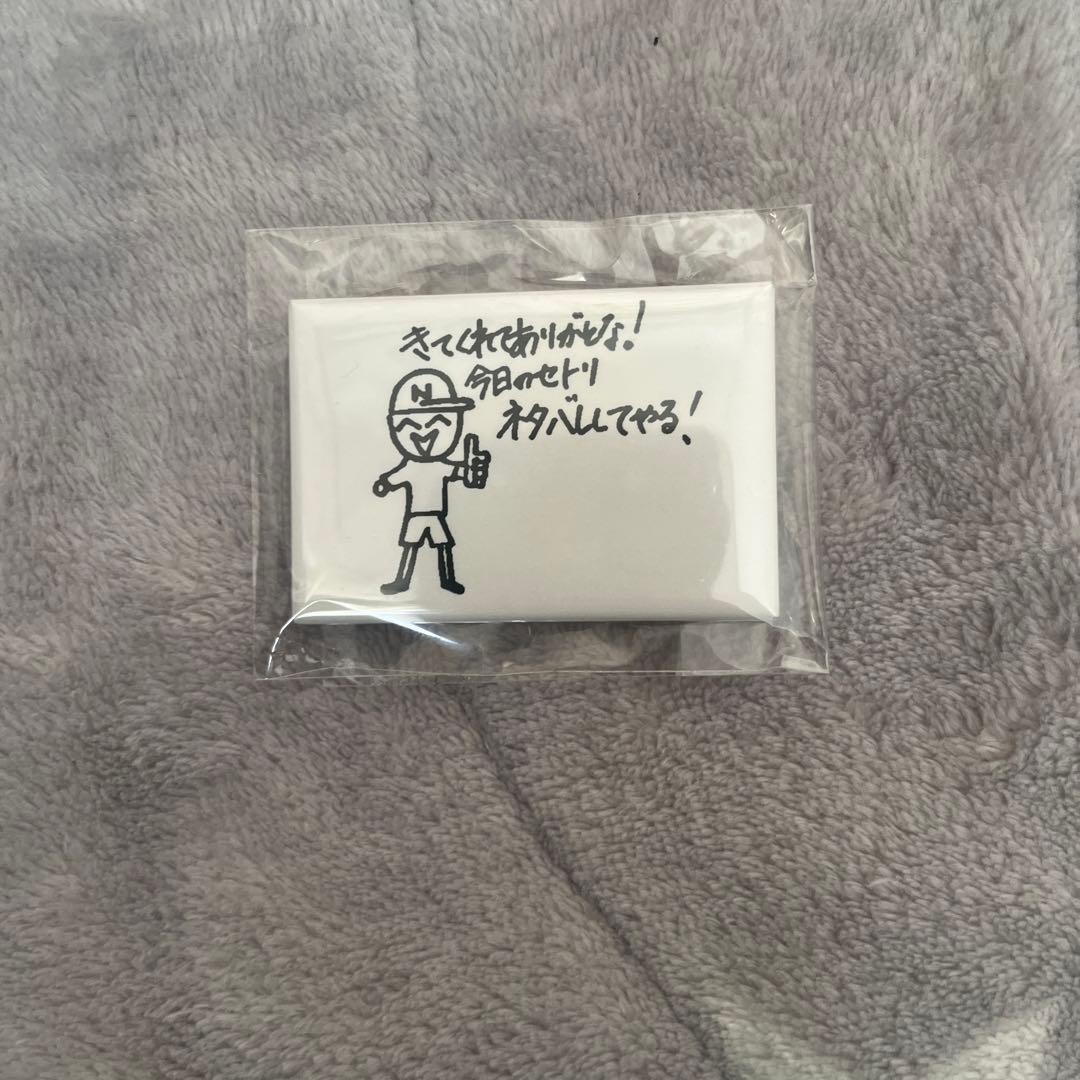 きてくれてありがとな!
今日のセトリ
ネタバレしてやる!
N